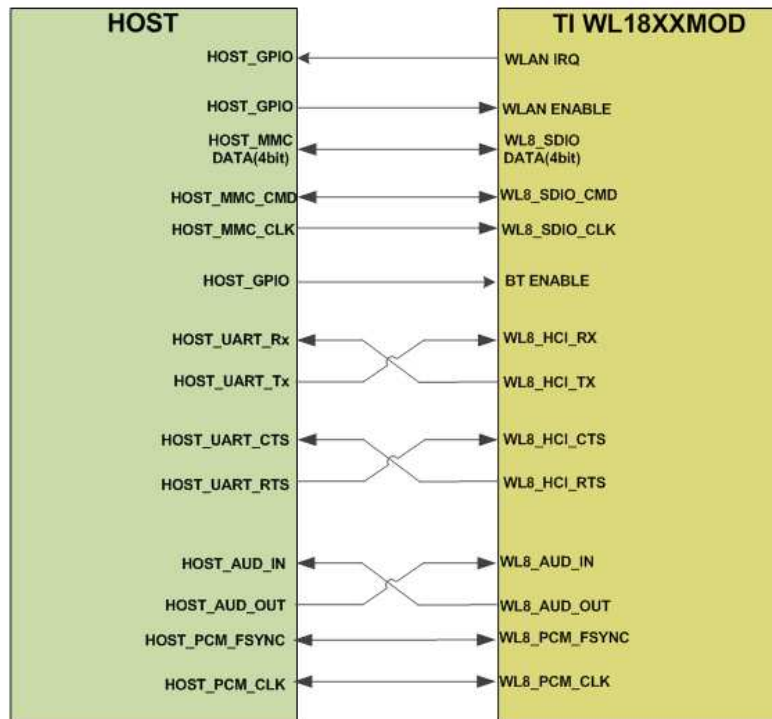 HOST TI WL18XXMOD
HOST_GPIO WLAN IRQ
HOST_GPIO WLAN ENABLE
HOST_MMC WL8_SDIO
DATA(4bit) DATA(4bit)
HOST_MMC_CMD WL8_SDIO_CMD
HOST_MMC_CLK WL8_SDIO_CLK
HOST_GPIO BT ENABLE
HOST_UART_Rx WL8_HCI_RX
HOST_UART_Tx WL8_HCI_TX
HOST_UART_CTS WL8_HCI_CTS
HOST_UART_RTS WL8_HCI_RTS
HOST_AUD_IN WL8_AUD_IN
HOST_AUD_OUT WL8_AUD_OUT
HOST_PCM_FSYNC WL8_PCM_FSYNC
HOST_PCM_CLK WL8_PCM_CLK